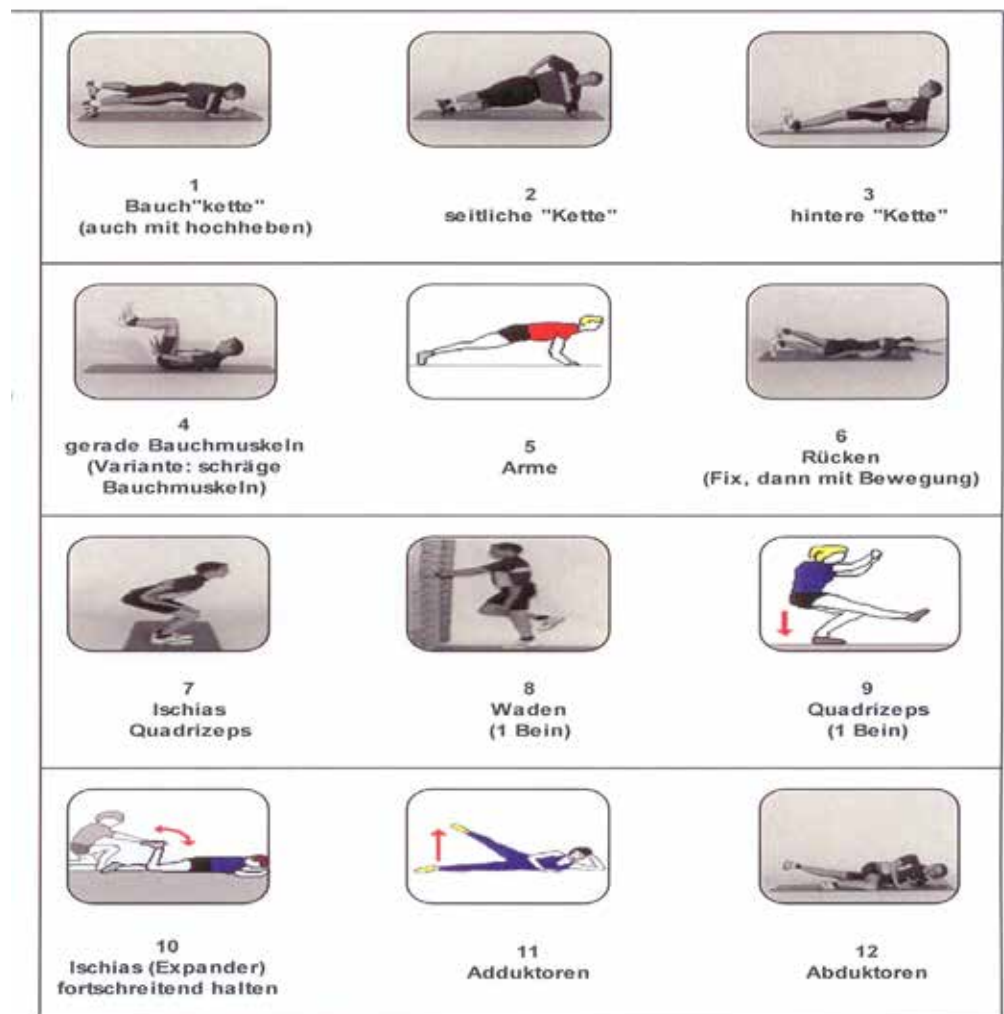 1
Bauch"kette"
(auch mit hochheben)
2
seitliche "Kette"
3
hintere "Kette"
4
gerade Bauchmuskeln
(Variante: schräge
Bauchmuskeln)
5
Arme
6
Rücken
(Fix, dann mit Bewegung)
7
Ischias
Quadrizeps
8
Waden
(1 Bein)
9
Quadrizeps
(1 Bein)
10
Ischias (Expander)
fortschreitend halten
11
Adduktoren
12
Abduktoren